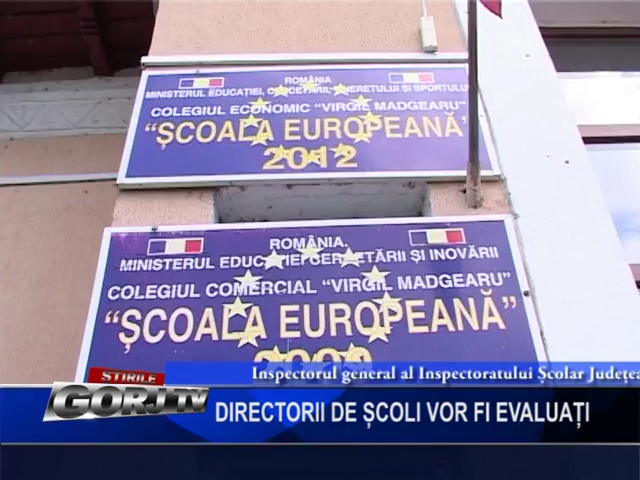 ROMÂNIA
MINISTERUL EDUCAȚIEI, CERCETĂRII, TINERETULUI ȘI SPORTULUI
COLEGIUL ECONOMIC "VIRGIL MADGEARU"
"ȘCOALA EUROPEANĂ"
2012
ROMÂNIA
MINISTERUL EDUCAȚIEI CERCETĂRII ȘI INOVĂRII
COLEGIUL COMERCIAL "VIRGIL MADGEARU"
"ȘCOALA EUROPEANĂ"
2009
Inspectorul general al Inspectoratului Școlar Județea
ȘTIRILE
GORJ TV
DIRECTORII DE ȘCOLI VOR FI EVALUAȚI